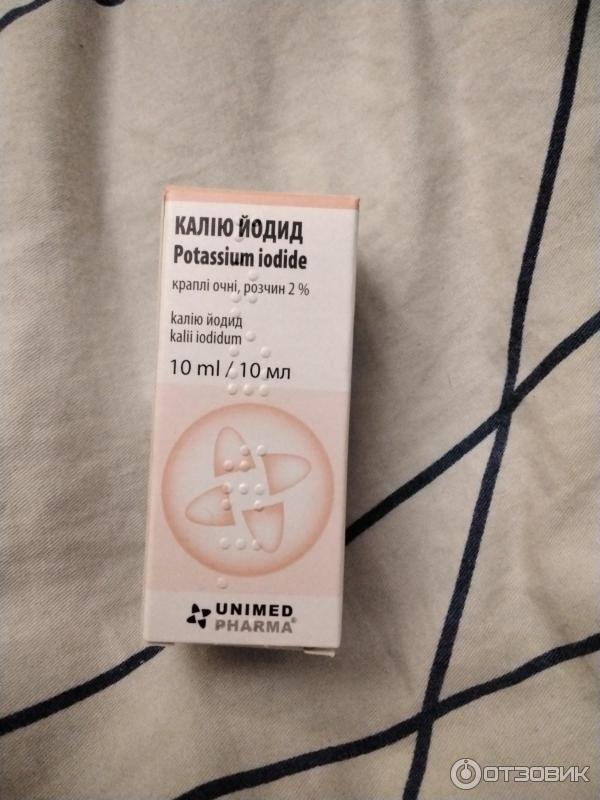 КАЛІЮ ЙОДИД
Potassium iodide
краплі очні, розчин 2 %
калію йодид
kalii iodidum
10 ml / 10 мл
UNIMED
PHARMA®
ОТЗОВИК